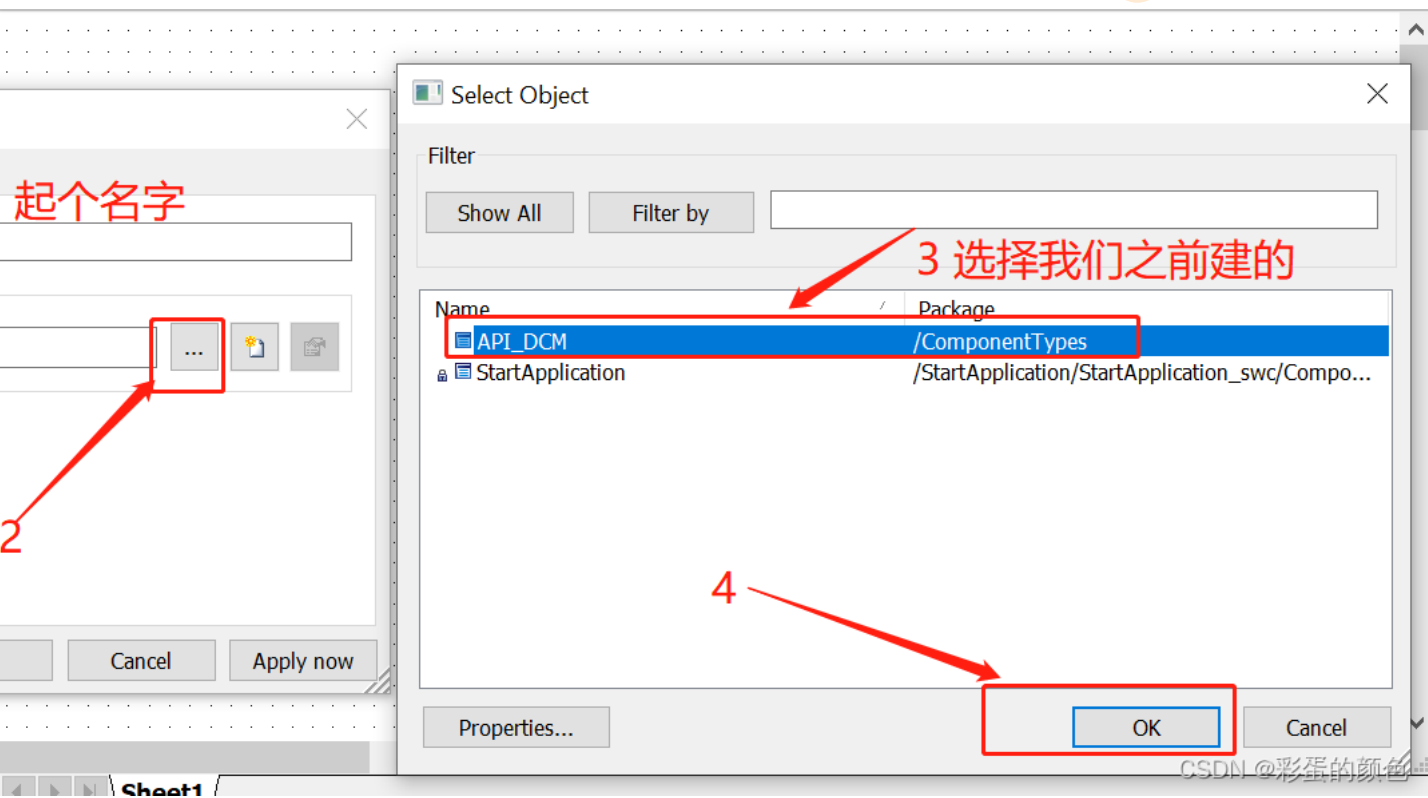 Select Object
Filter
起个名字
Show All
Filter by
3 选择我们之前建的
Name
Package
API_DCM
/ComponentTypes
...
StartApplication
/StartApplication/StartApplication_swc/Compo...
2
4
Cancel
Apply now
Properties...
OK
Cancel
CSDN @彩蛋的颜色
Sheet1